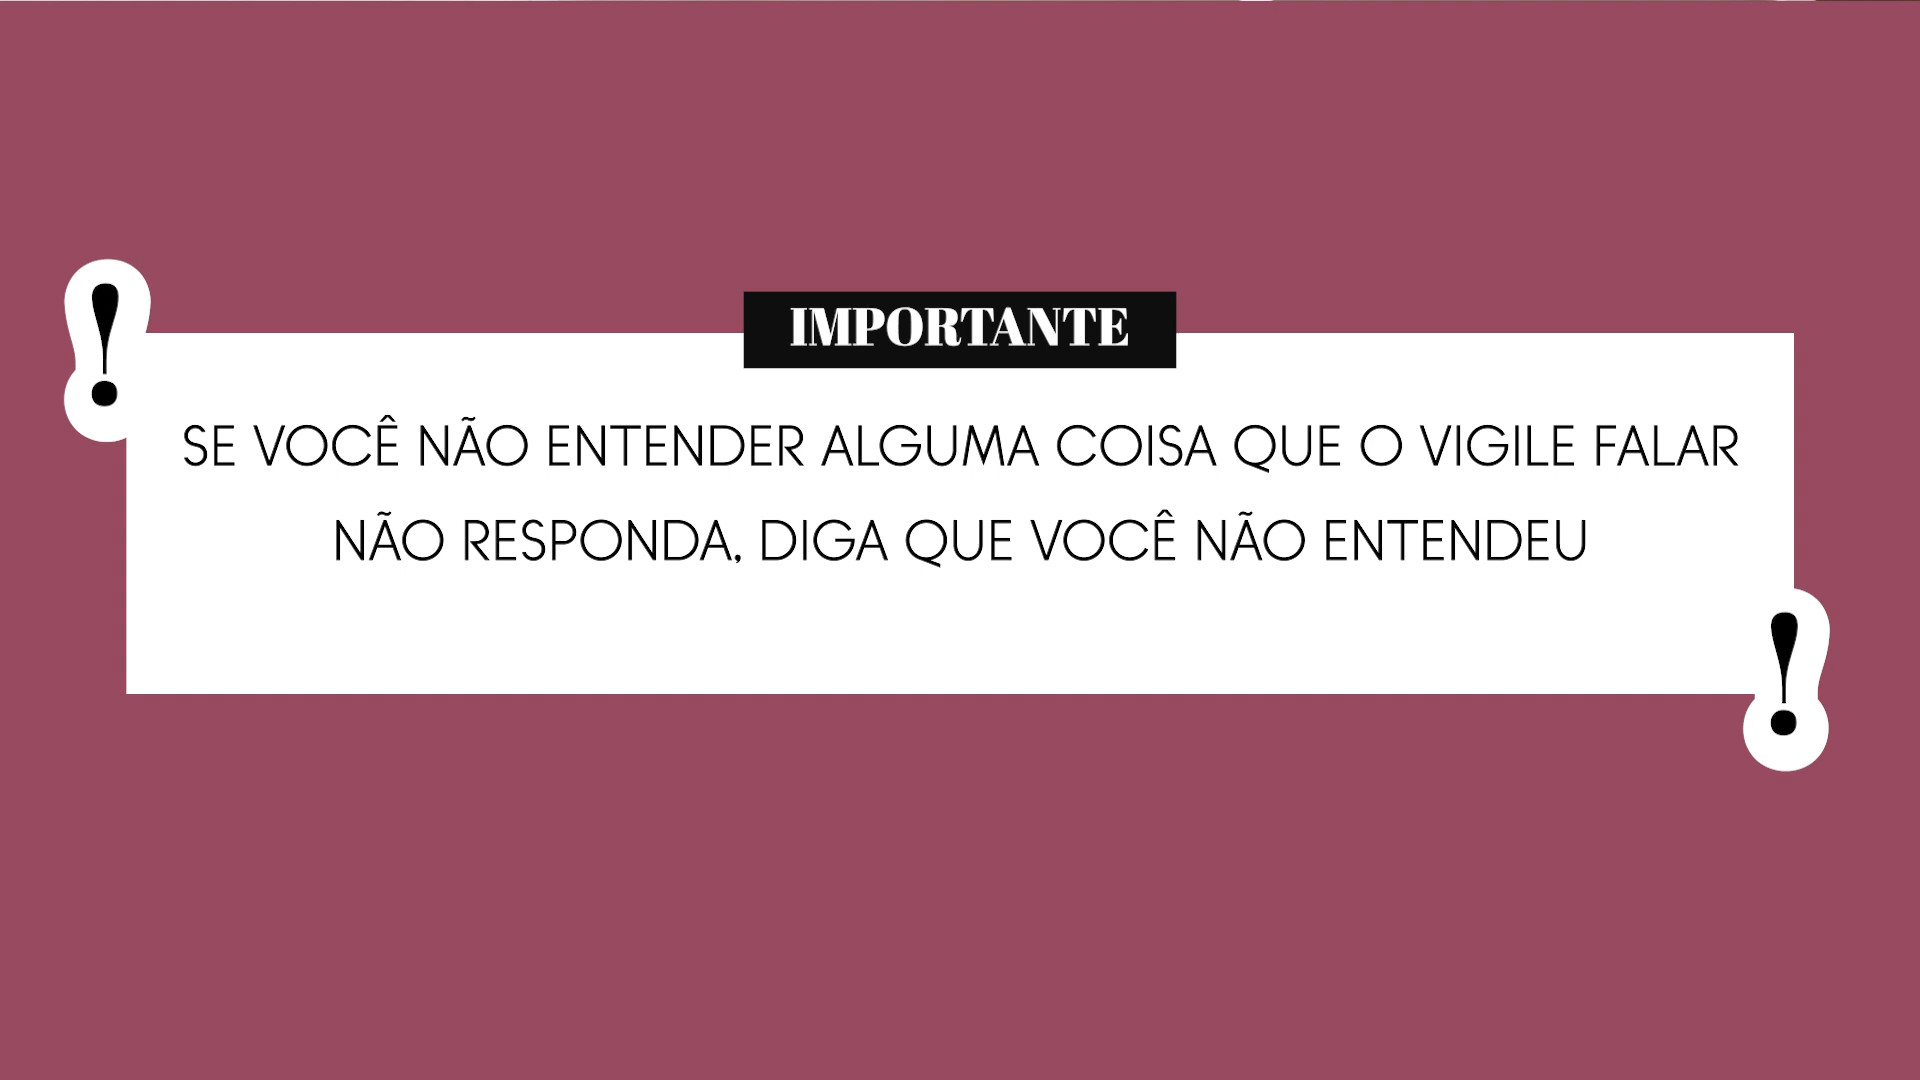 !
IMPORTANTE
SE VOCÊ NÃO ENTENDER ALGUMA COISA QUE O VIGILE FALAR
NÃO RESPONDA, DIGA QUE VOCÊ NÃO ENTENDEU
!